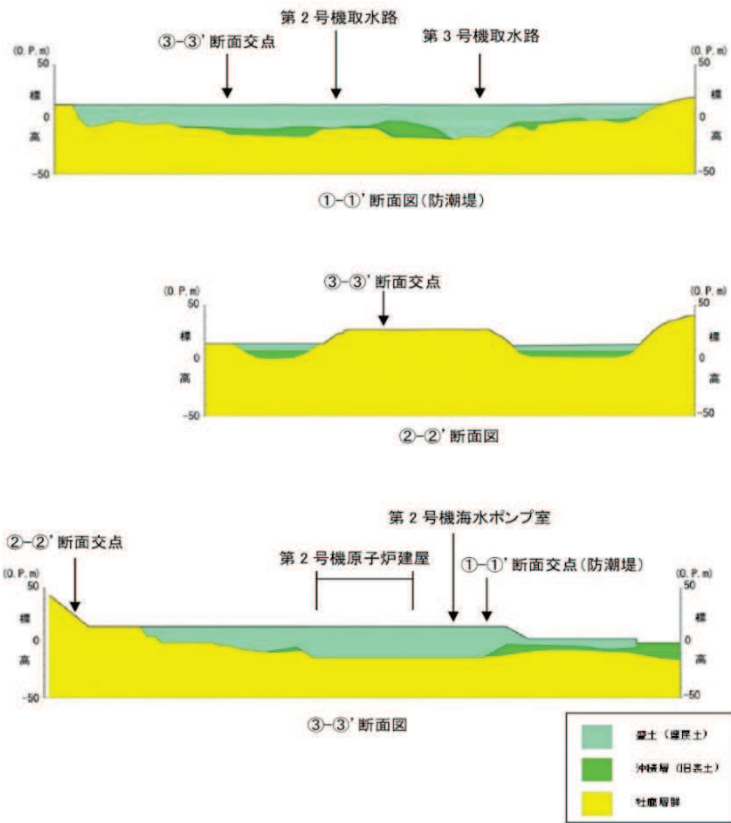 第2号機取水路
③-③' 断面交点
第3号機取水路
(O.P.m)
(O.P.m)
50
50
標
標
0
0
高
高
-50
-50
①-①' 断面図(防潮堤)
③-③' 断面交点
(O.P.m)
(O.P.m)
50
50
標
標
0
0
高
高
-50
-50
②-②' 断面図
第2号機海水ポンプ室
②-②' 断面交点
第2号機原子炉建屋
①-①' 断面交点(防潮堤)
(O.P.m)
(O.P.m)
50
50
標
標
0
0
高
高
-50
-50
③-③' 断面図
盛土(埋戻土)
沖積層(旧表土)
牡鹿層群